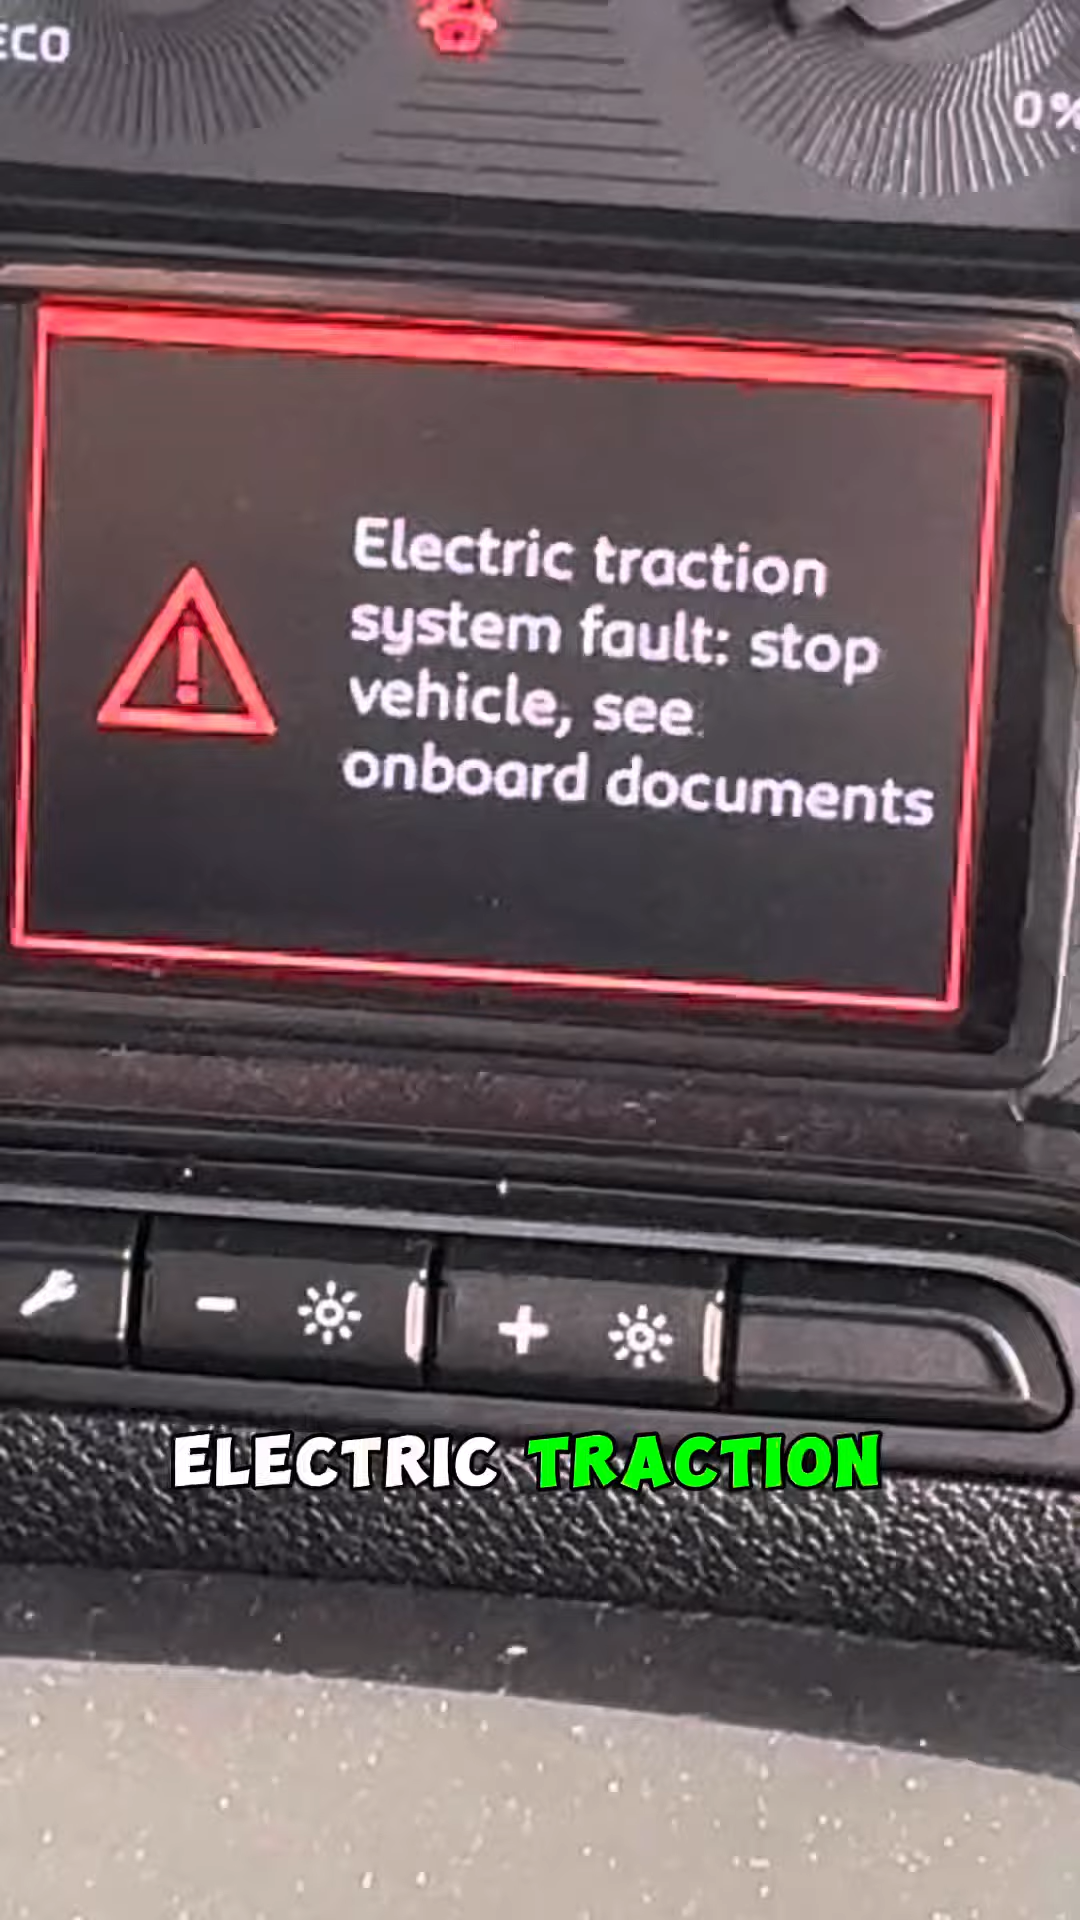 ECO
0%
Electric traction
system fault: stop
vehicle, see
onboard documents
- +
ELECTRIC TRACTION